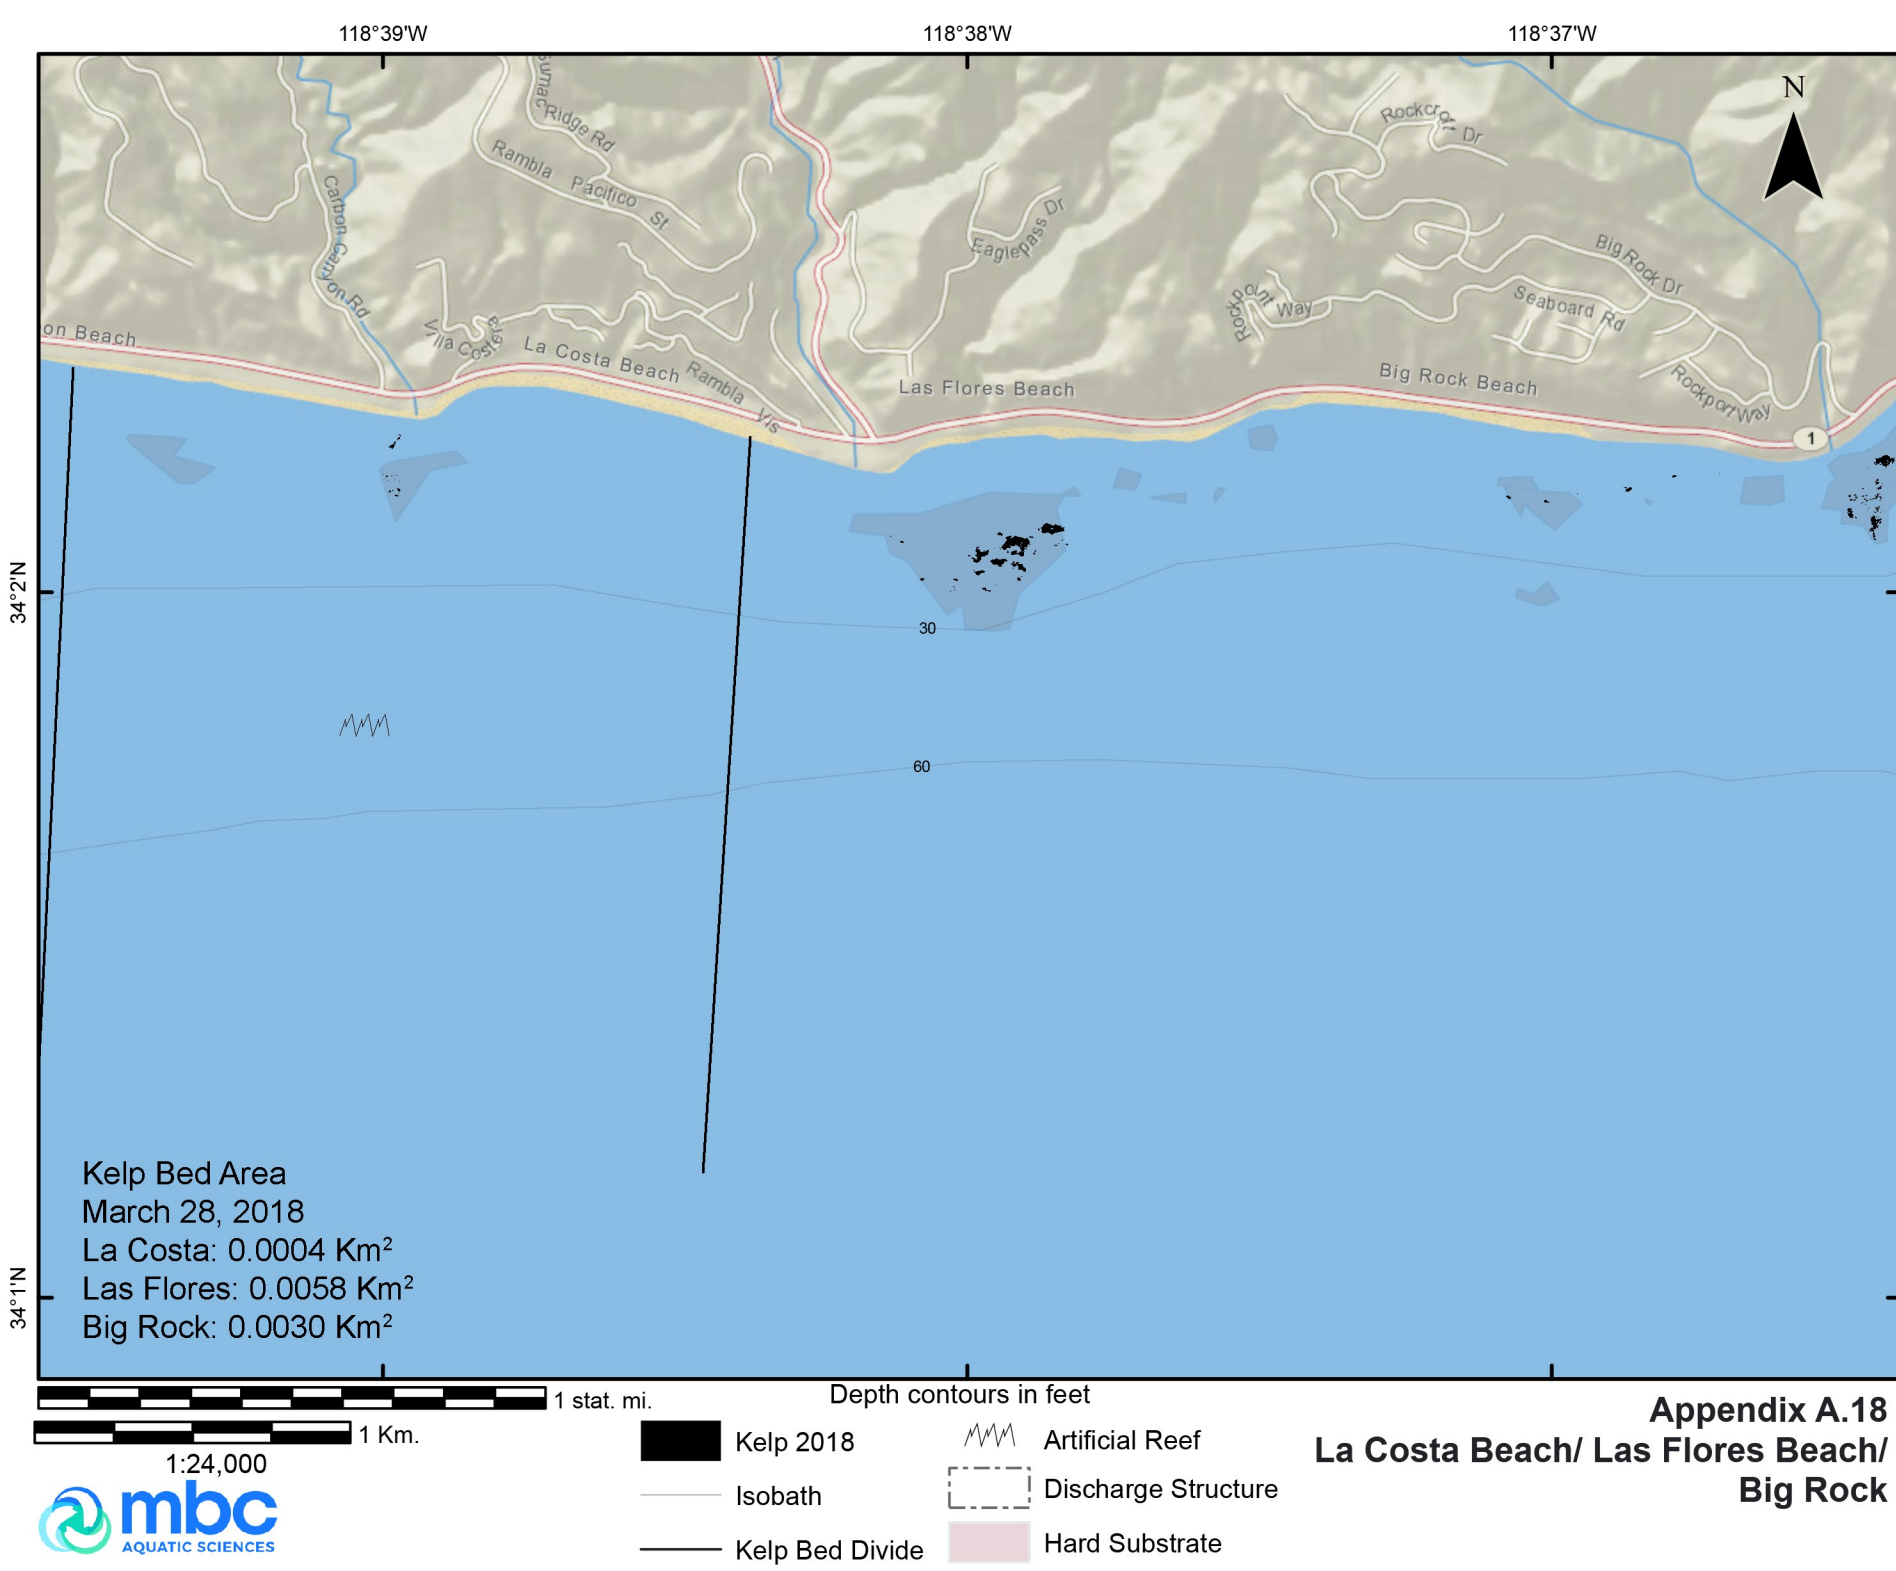 118°39'W
118°38'W
118°37'W
N
Ridge Rd
Rambla Pacifico St
Carbon Canyon Rd
Eaglepass Dr
Rockcroft Dr
Big Rock Dr
Seaboard Rd
Rockpoint Way
Rockport Way
on Beach
Villa Costera
La Costa Beach
Rambla Vis
Las Flores Beach
Big Rock Beach
1
34°2'N
30
60
34°1'N
Kelp Bed Area
March 28, 2018
La Costa: 0.0004 Km²
Las Flores: 0.0058 Km²
Big Rock: 0.0030 Km²
1 stat. mi.
1 Km.
1:24,000
mbc
AQUATIC SCIENCES
Depth contours in feet
Kelp 2018
Isobath
Kelp Bed Divide
Artificial Reef
Discharge Structure
Hard Substrate
Appendix A.18
La Costa Beach/ Las Flores Beach/
Big Rock